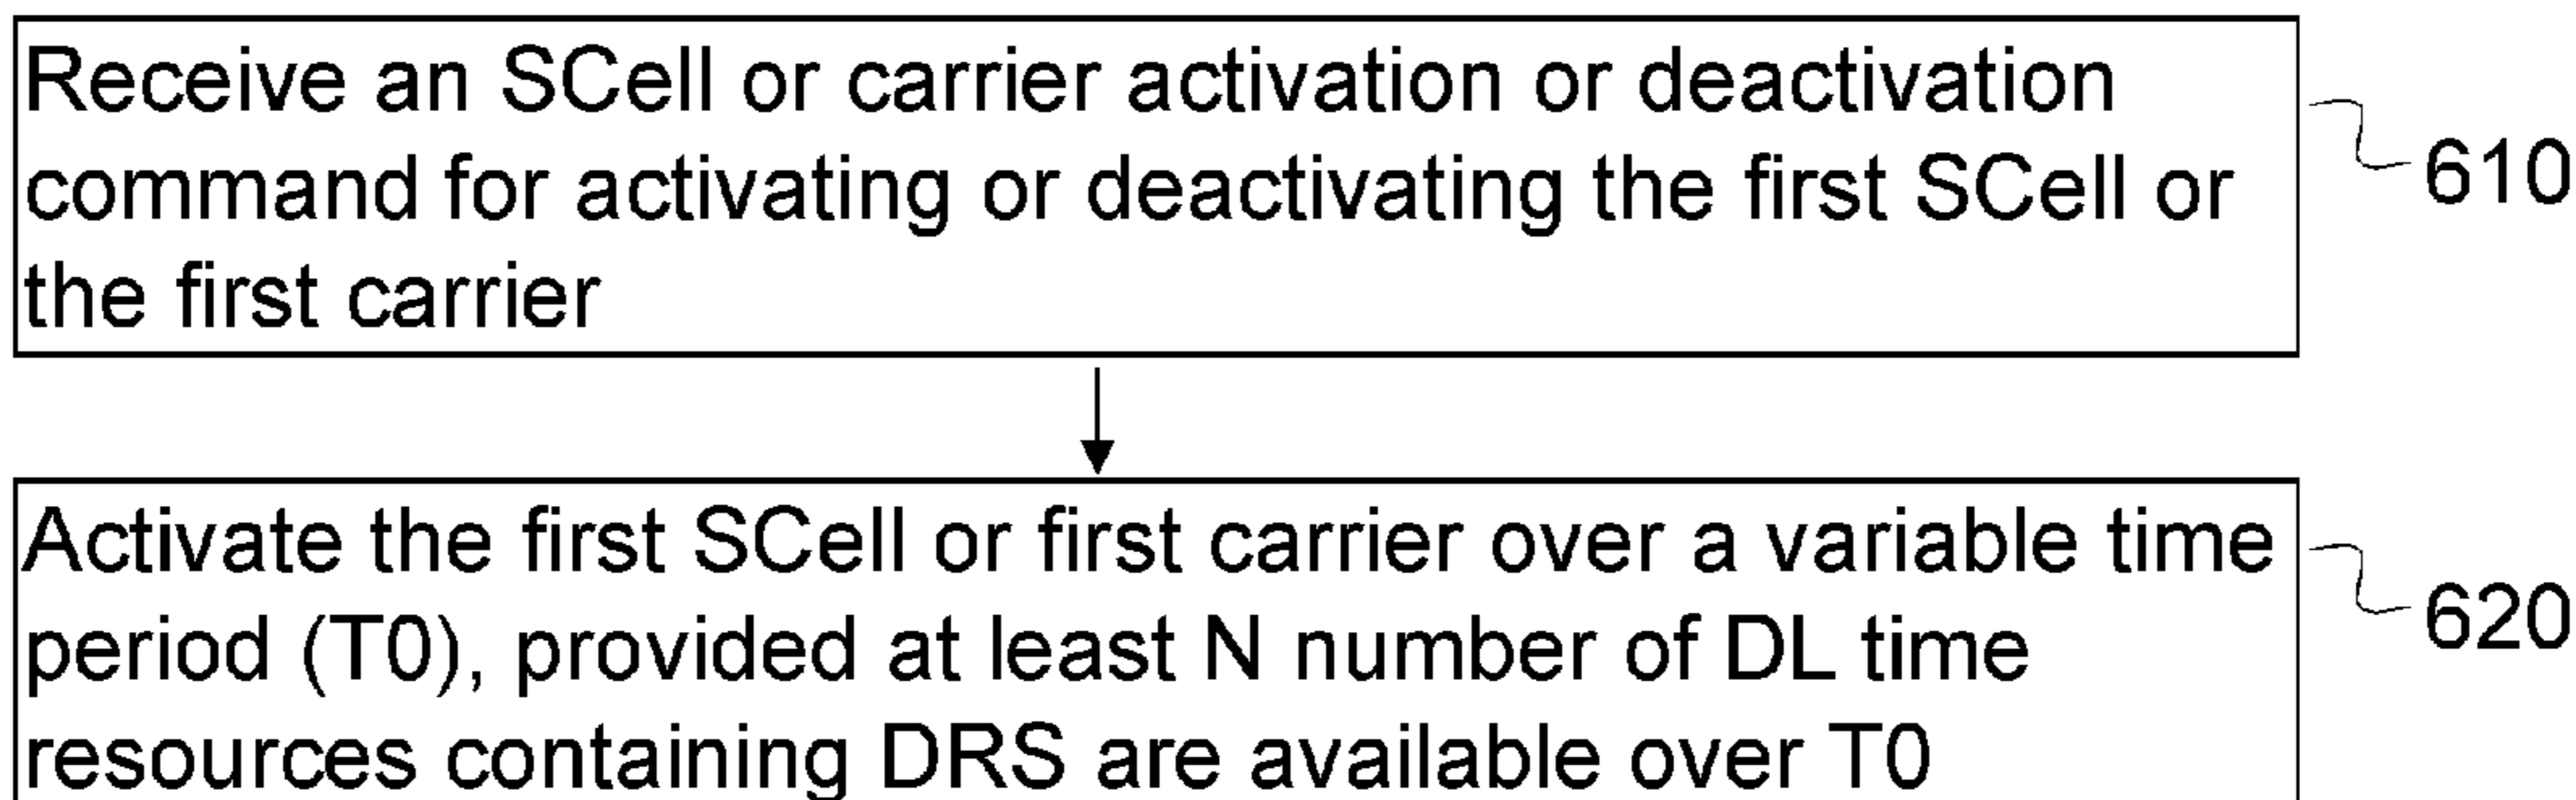 Receive an SCell or carrier activation or deactivation
command for activating or deactivating the first SCell or
the first carrier
610
Activate the first SCell or first carrier over a variable time
period (T0), provided at least N number of DL time
resources containing DRS are available over T0
620